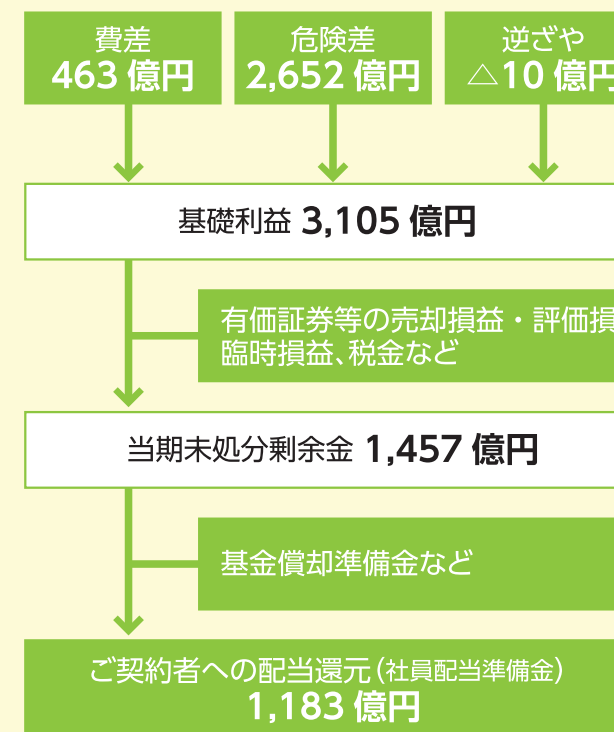 費差
463 億円
危険差
2,652 億円
逆ざや
△10 億円
基礎利益 3,105 億円
有価証券等の売却損益・評価損
臨時損益、税金など
当期未処分剰余金 1,457 億円
基金償却準備金など
ご契約者への配当還元(社員配当準備金)
1,183 億円